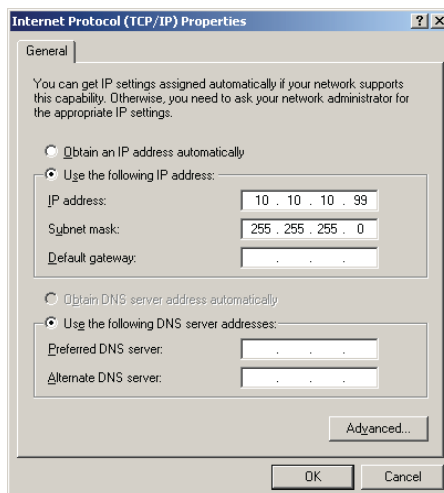 Internet Protocol (TCP/IP) Properties
General
You can get IP settings assigned automatically if your network supports
this capability. Otherwise, you need to ask your network administrator for
the appropriate IP settings.
Obtain an IP address automatically
Use the following IP address:
IP address: 10 . 10 . 10 . 99
Subnet mask: 255 . 255 . 255 . 0
Default gateway: . . .
Obtain DNS server address automatically
Use the following DNS server addresses:
Preferred DNS server: . . .
Alternate DNS server: . . .
Advanced...
OK Cancel